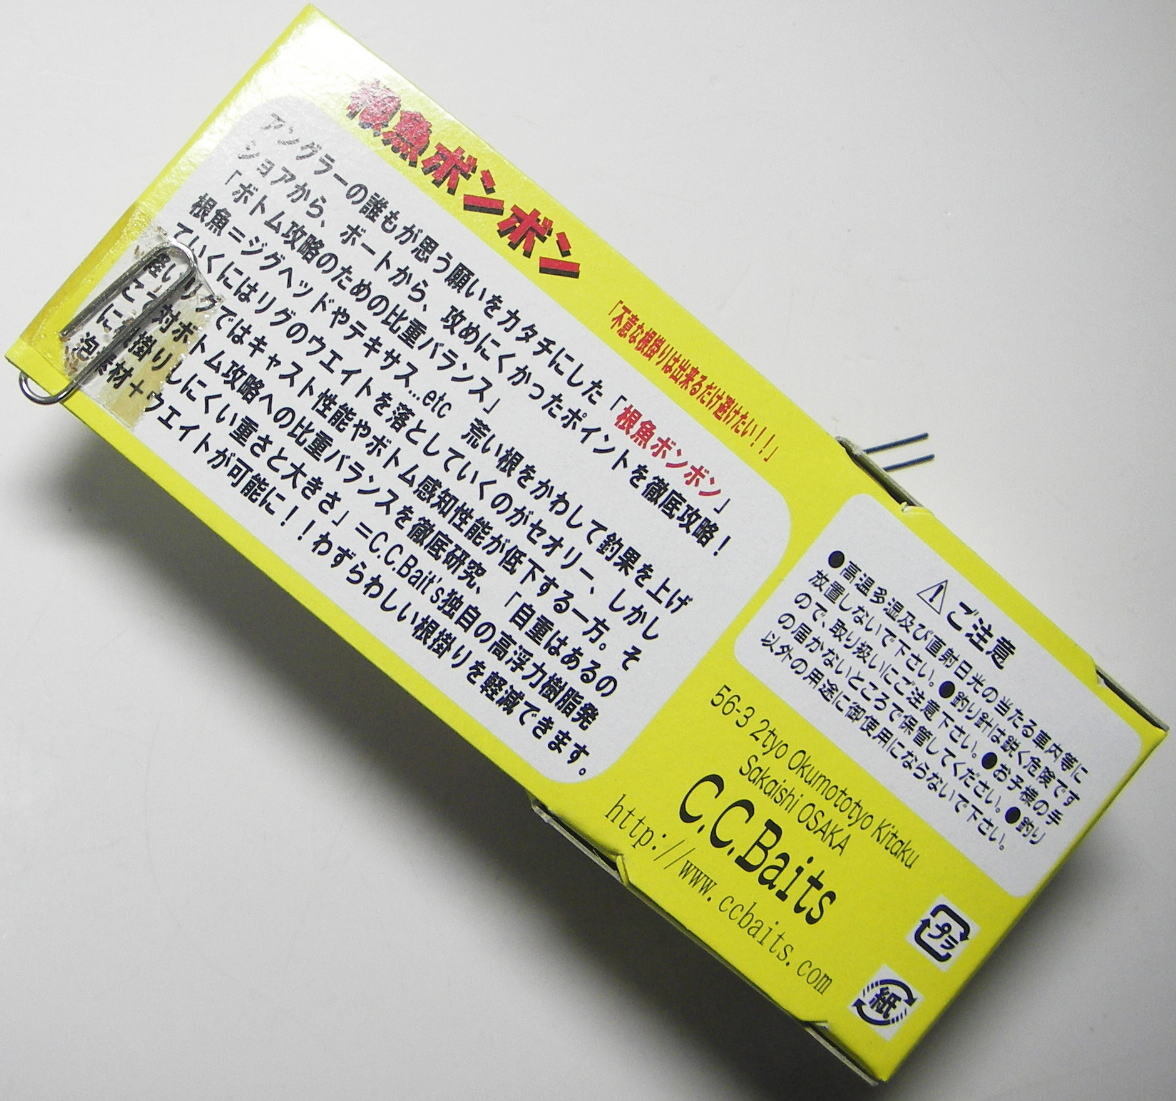 根魚ボンボン
「不意な根掛りは出来るだけ避けたい！！」
アングラーの誰もが思う願いをカタチにした「根魚ボンボン」
ショアから、ボートから、攻めにくかったポイントを徹底攻略！
「ボトム攻略のための比重バランス」
根魚＝ジグヘッドやテキサス…etc 荒い根をかわして釣果を上げ
ていくにはリグのウエイトを落としていくのがセオリー、しかし
軽いリグではキャスト性能やボトム感知性能が低下する一方。そ
こで対ボトム攻略への比重バランスを徹底研究、「自重はあるの
に根掛りしにくい重さと大きさ」＝C.C.Bait's独自の高浮力樹脂発
泡素材＋ウエイトが可能に！！わずらわしい根掛りを軽減できます。
ご注意
●高温多湿及び直射日光の当たる車内等に
放置しないで下さい。●釣り針は鋭く危険です
ので、取り扱いにご注意下さい。●お子様の手
の届かないところで保管してください。●釣り
以外の用途に御使用にならないで下さい。
56-3 2tyo Okumototyo Kitaku
Sakaishi OSAKA
C.C.Baits
http://www.ccbaits.com
プラ
紙